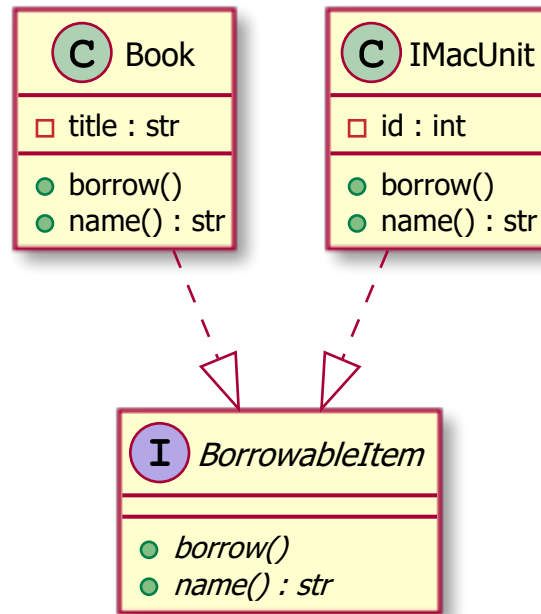 C Book
title : str
borrow()
name() : str
C IMacUnit
id : int
borrow()
name() : str
I BorrowableItem
borrow()
name() : str